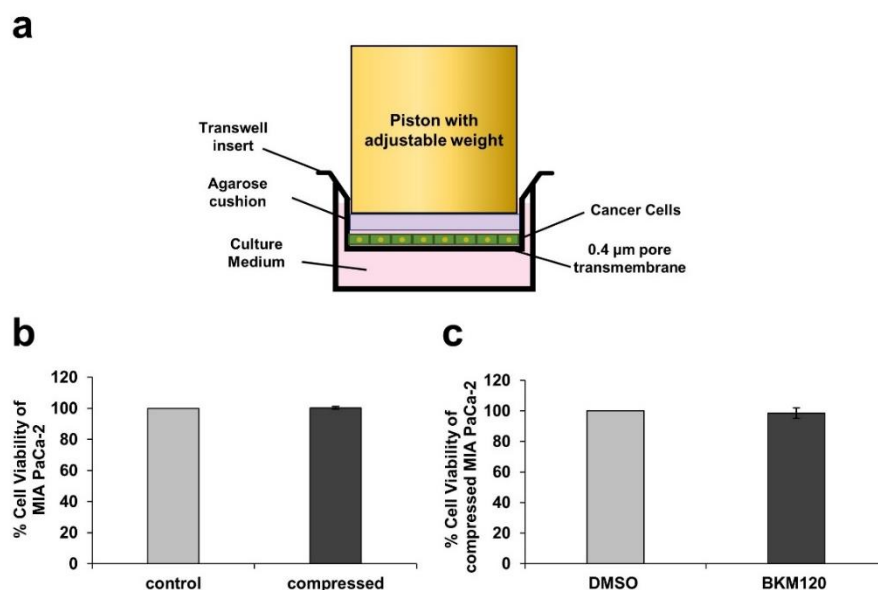 a
Piston with
adjustable weight
Transwell
insert
Agarose
cushion
Culture
Medium
Cancer Cells
0.4 µm pore
transmembrane
b
% Cell Viability of
MIA PaCa-2
120
100
80
60
40
20
0
control
compressed
c
% Cell Viability of
compressed MIA PaCa-2
120
100
80
60
40
20
0
DMSO
BKM120